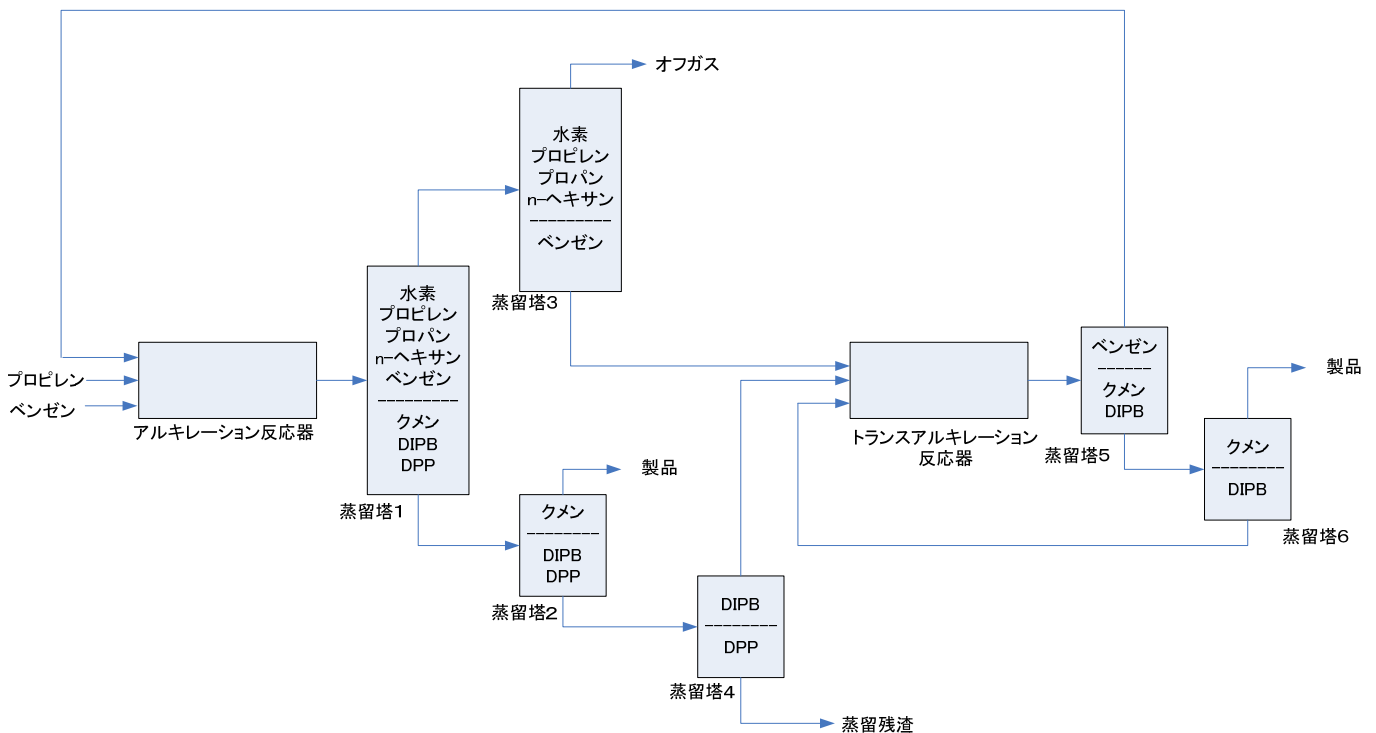 オフガス
水素
プロピレン
プロパン
n-ヘキサン
ベンゼン
蒸留塔3
水素
プロピレン
プロパン
n-ヘキサン
ベンゼン
クメン
DIPB
DPP
蒸留塔1
プロピレン
ベンゼン
アルキレーション反応器
クメン
DIPB
DPP
蒸留塔2
製品
DIPB
DPP
蒸留塔4
蒸留残渣
トランスアルキレーション
反応器
ベンゼン
クメン
DIPB
蒸留塔5
クメン
DIPB
蒸留塔6
製品